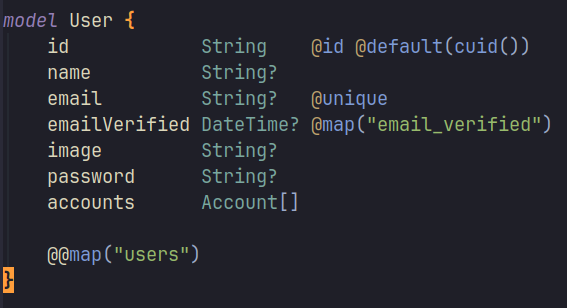 model User {
    id            String    @id @default(cuid())
    name          String?
    email         String?   @unique
    emailVerified DateTime? @map("email_verified")
    image         String?
    password      String?
    accounts      Account[]
    @@map("users")
}